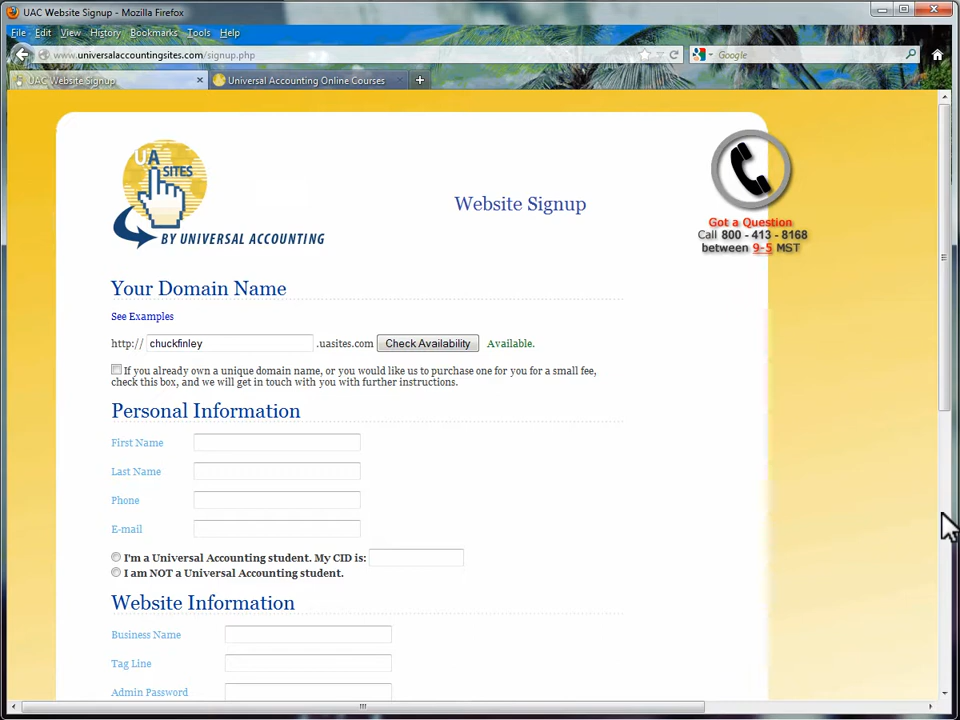 UAC Website Signup - Mozilla Firefox
File Edit View History Bookmarks Tools Help
www.universalaccountingsites.com/signup.php
Google
UAC Website Signup
Universal Accounting Online Courses
UA SITES
BY UNIVERSAL ACCOUNTING
Website Signup
Got a Question
Call 800 - 413 - 8168
between 9-5 MST
Your Domain Name
See Examples
http:// chuckfinley .uasites.com Check Availability Available.
If you already own a unique domain name, or you would like us to purchase one for you for a small fee,
check this box, and we will get in touch with you with further instructions.
Personal Information
First Name
Last Name
Phone
E-mail
I'm a Universal Accounting student. My CID is:
I am NOT a Universal Accounting student.
Website Information
Business Name
Tag Line
Admin Password